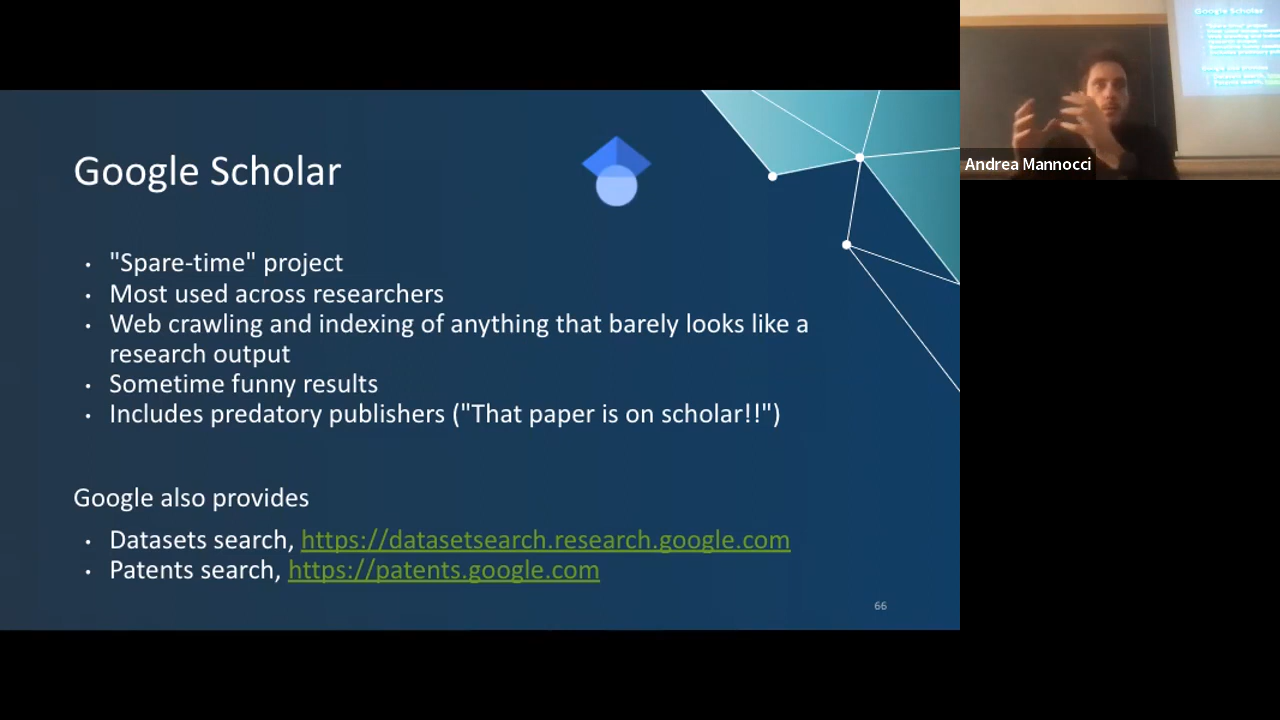 Google Scholar
"Spare-time" project
Most used across researchers
Web crawling and indexing of anything that barely looks like a
research output
Sometime funny results
Includes predatory publishers ("That paper is on scholar!!")
Google also provides
Datasets search, https://datasetsearch.research.google.com
Patents search, https://patents.google.com
66
Google Scholar
Andrea Mannocci